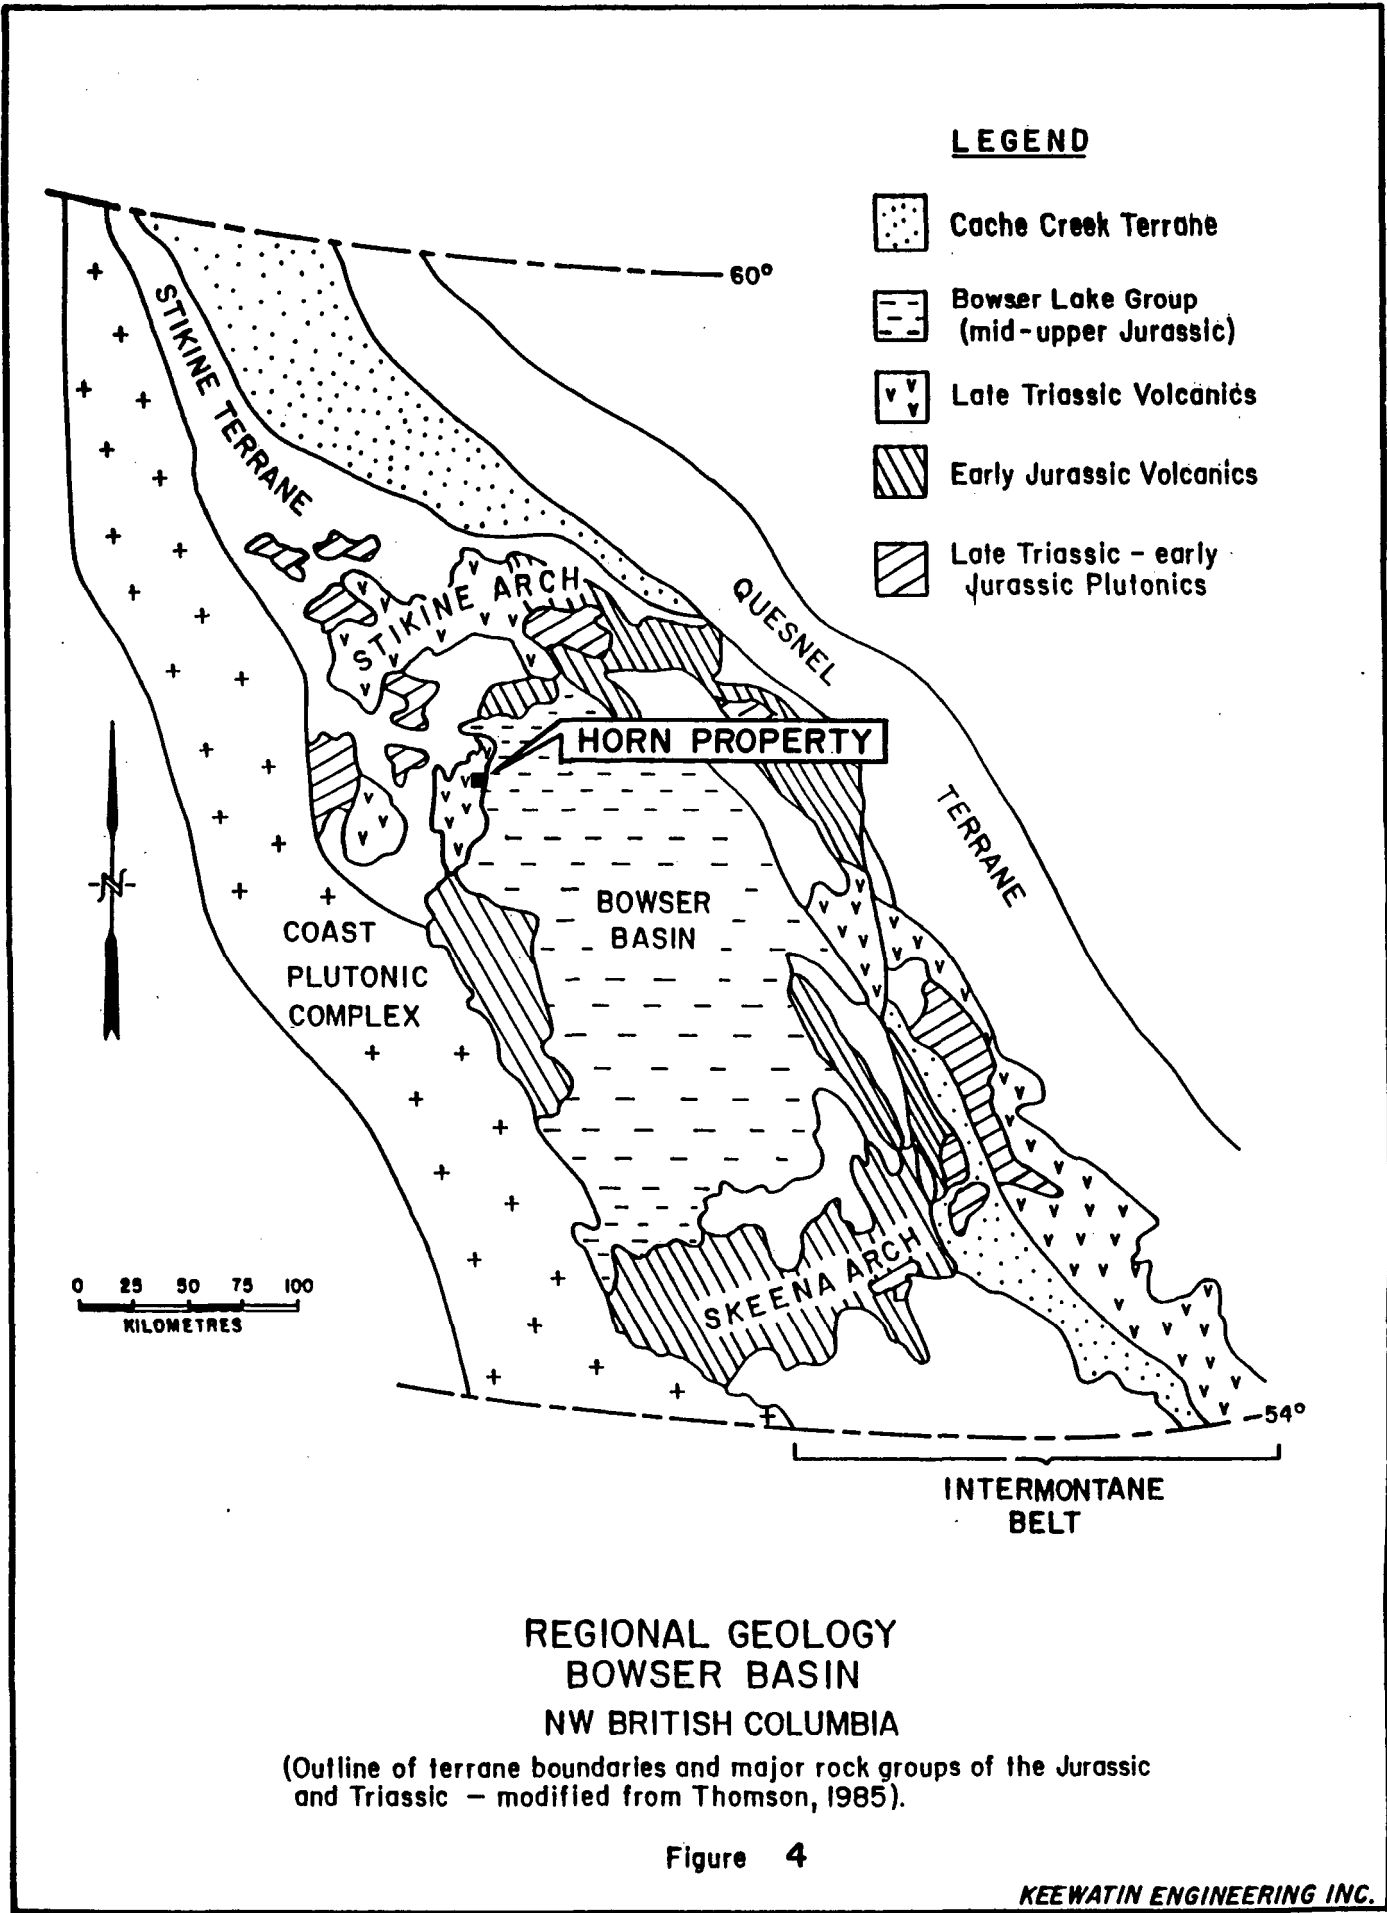 LEGEND
Cache Creek Terrane
Bowser Lake Group
(mid-upper Jurassic)
Late Triassic Volcanics
Early Jurassic Volcanics
Late Triassic - early
Jurassic Plutonics
60°
STIKINE TERRANE
STIKINE ARCH
QUESNEL
TERRANE
HORN PROPERTY
N
BOWSER
BASIN
COAST
PLUTONIC
COMPLEX
SKEENA ARCH
0 25 50 75 100
KILOMETRES
54°
INTERMONTANE
BELT
REGIONAL GEOLOGY
BOWSER BASIN
NW BRITISH COLUMBIA
(Outline of terrane boundaries and major rock groups of the Jurassic
and Triassic – modified from Thomson, 1985).
Figure 4
KEEWATIN ENGINEERING INC.